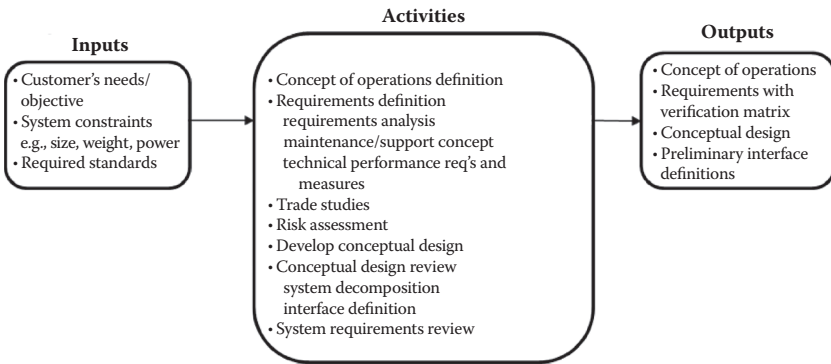 Inputs
• Customer's needs/
objective
• System constraints
e.g., size, weight, power
• Required standards
Activities
• Concept of operations definition
• Requirements definition
requirements analysis
maintenance/support concept
technical performance req's and
measures
• Trade studies
• Risk assessment
• Develop conceptual design
• Conceptual design review
system decomposition
interface definition
• System requirements review
Outputs
• Concept of operations
• Requirements with
verification matrix
• Conceptual design
• Preliminary interface
definitions